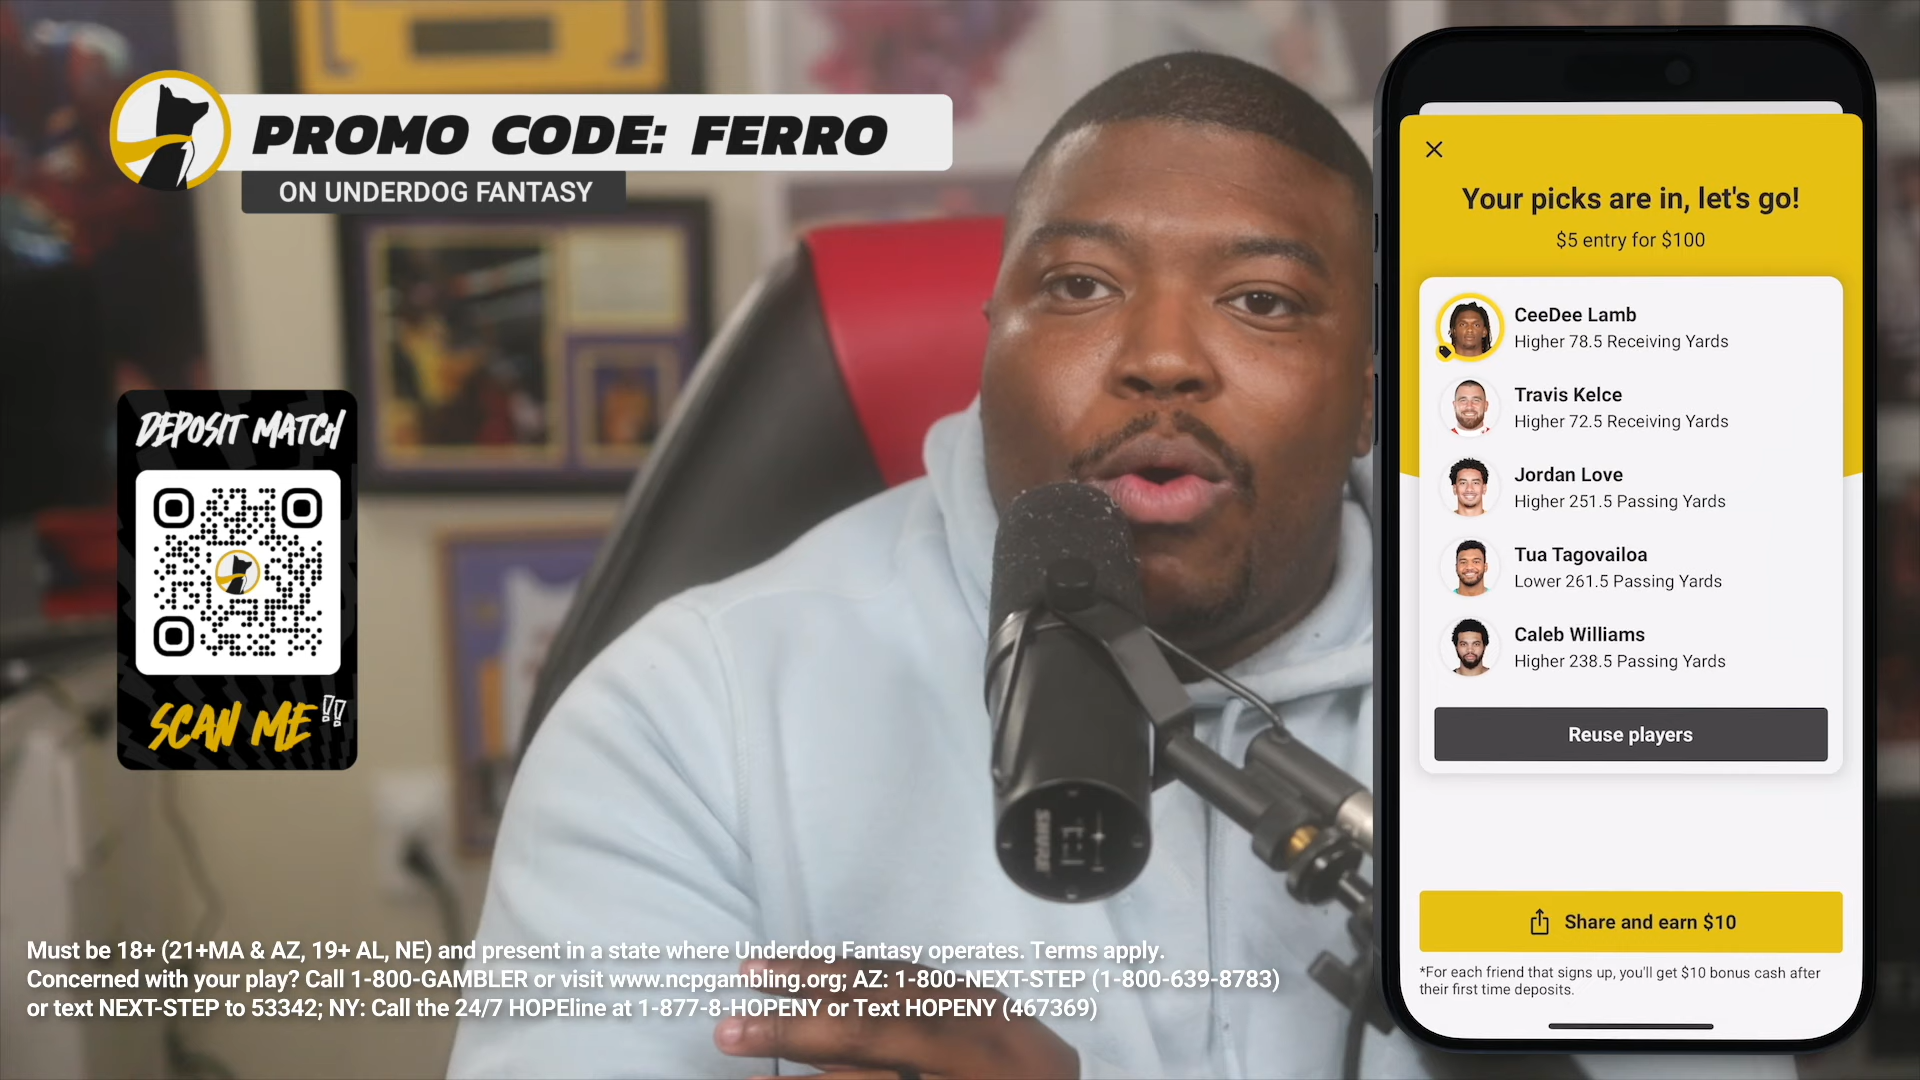 PROMO CODE: FERRO
ON UNDERDOG FANTASY
DEPOSIT MATCH
SCAN ME!!
Your picks are in, let's go!
$5 entry for $100
CeeDee Lamb
Higher 78.5 Receiving Yards
Travis Kelce
Higher 72.5 Receiving Yards
Jordan Love
Higher 251.5 Passing Yards
Tua Tagovailoa
Lower 261.5 Passing Yards
Caleb Williams
Higher 238.5 Passing Yards
Reuse players
Share and earn $10
*For each friend that signs up, you'll get $10 bonus cash after
their first time deposits.
SHURE
Must be 18+ (21+MA & AZ, 19+ AL, NE) and present in a state where Underdog Fantasy operates. Terms apply.
Concerned with your play? Call 1-800-GAMBLER or visit www.ncpgambling.org; AZ: 1-800-NEXT-STEP (1-800-639-8783)
or text NEXT-STEP to 53342; NY: Call the 24/7 HOPEline at 1-877-8-HOPENY or Text HOPENY (467369)